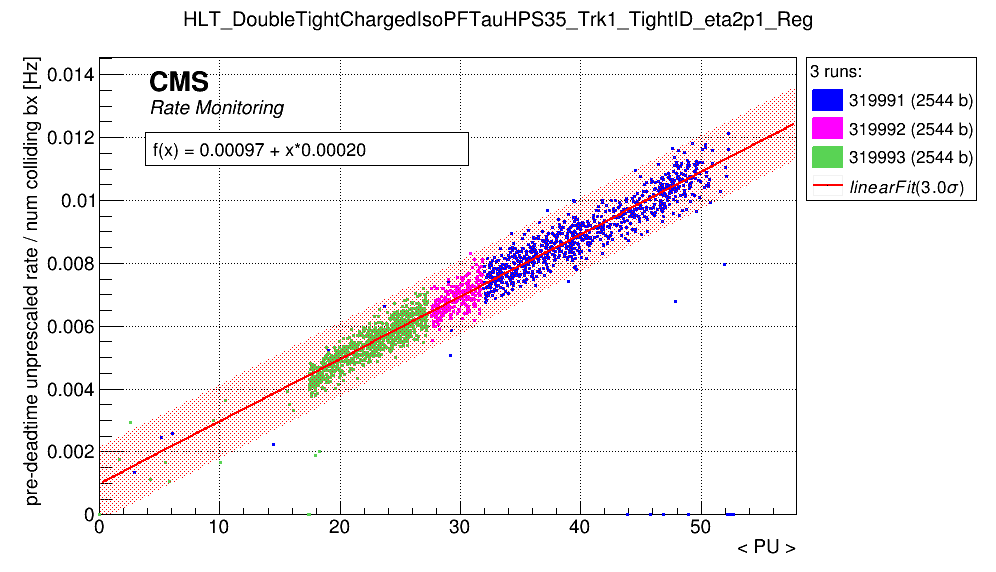 HLT_DoubleTightChargedIsoPFTauHPS35_Trk1_TightID_eta2p1_Reg
pre-deadtime unprescaled rate / num colliding bx [Hz]
0.014
0.012
0.01
0.008
0.006
0.004
0.002
0
CMS
Rate Monitoring
f(x) = 0.00097 + x*0.00020
3 runs:
319991 (2544 b)
319992 (2544 b)
319993 (2544 b)
linearFit(3.0σ)
0 10 20 30 40 50
< PU >